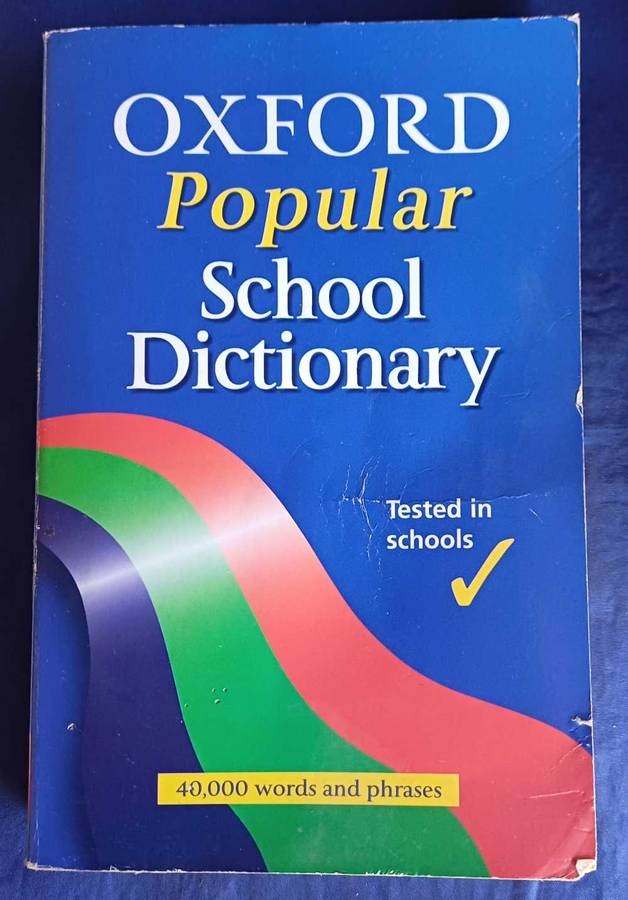 OXFORD
Popular
School
Dictionary
Tested in
schools
40,000 words and phrases